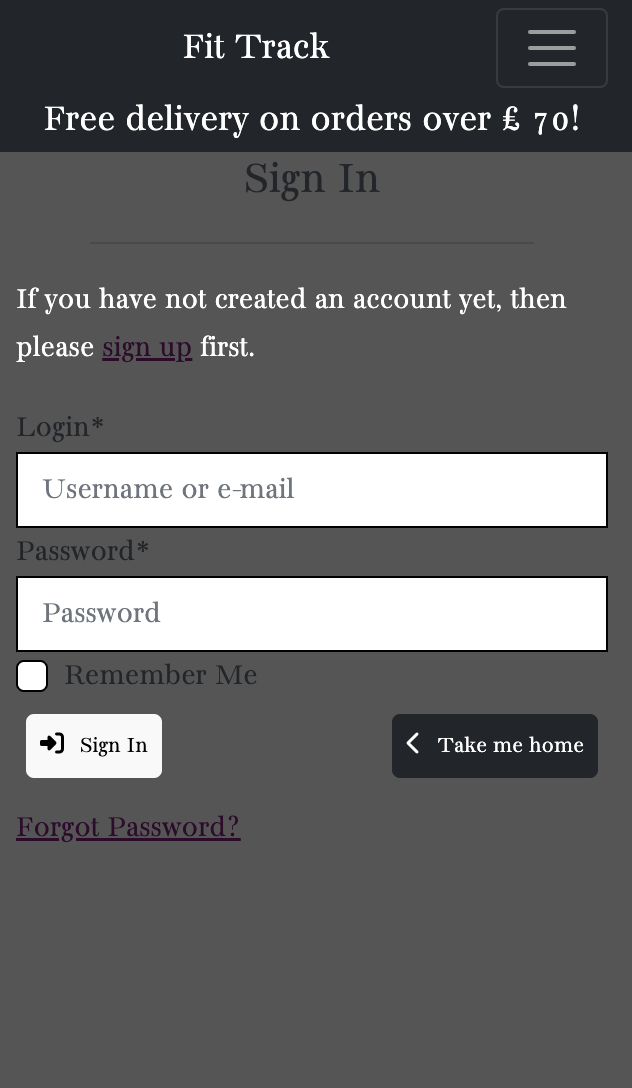 Fit Track
Free delivery on orders over £ 70!
Sign In
If you have not created an account yet, then
please sign up first.
Login*
Username or e-mail
Password*
Password
Remember Me
Sign In
Take me home
Forgot Password?